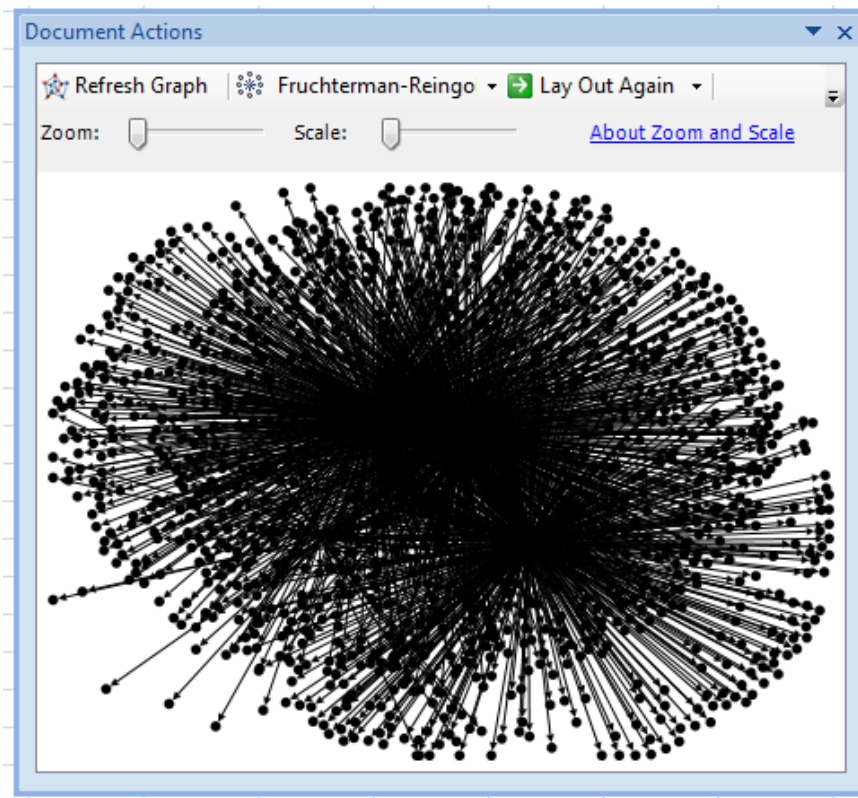 Document Actions
Refresh Graph Fruchterman-Reingo Lay Out Again
Zoom: Scale: About Zoom and Scale